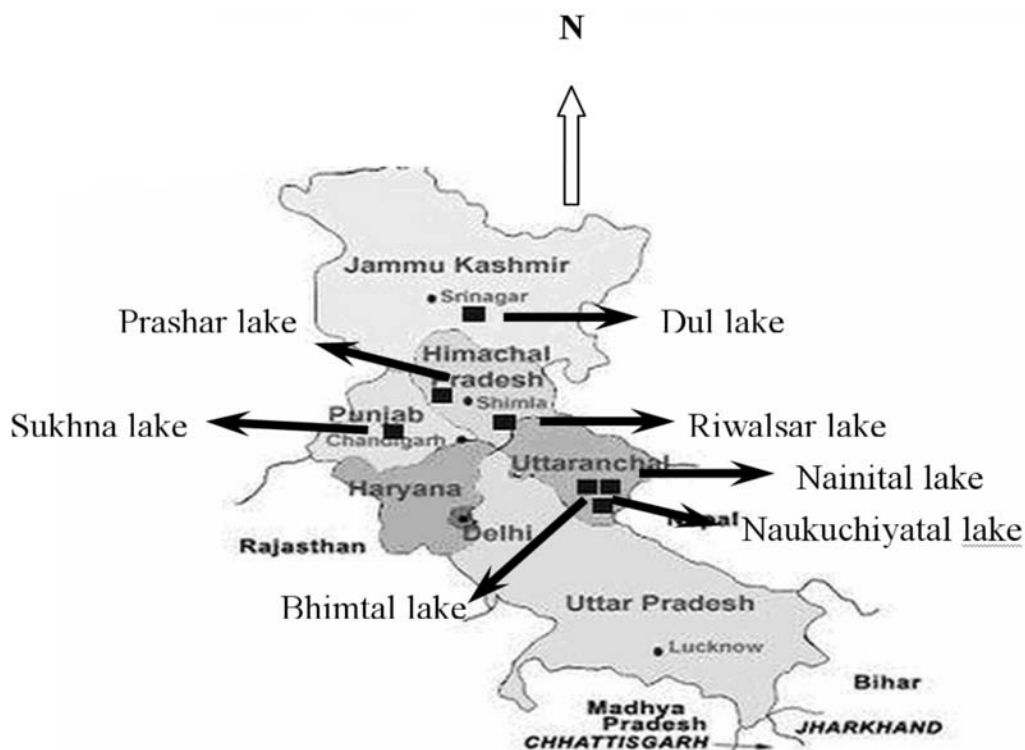 N
Jammu Kashmir
Srinagar
Prashar lake
Dul lake
Himachal
Pradesh
Shimla
Sukhna lake
Punjab
Chandigarh
Riwalsar lake
Uttaranchal
Nainital lake
Haryana
Nepal
Naukuchiyatal lake
Delhi
Rajasthan
Bhimtal lake
Uttar Pradesh
Lucknow
Bihar
Madhya
Pradesh
JHARKHAND
CHHATTISGARH